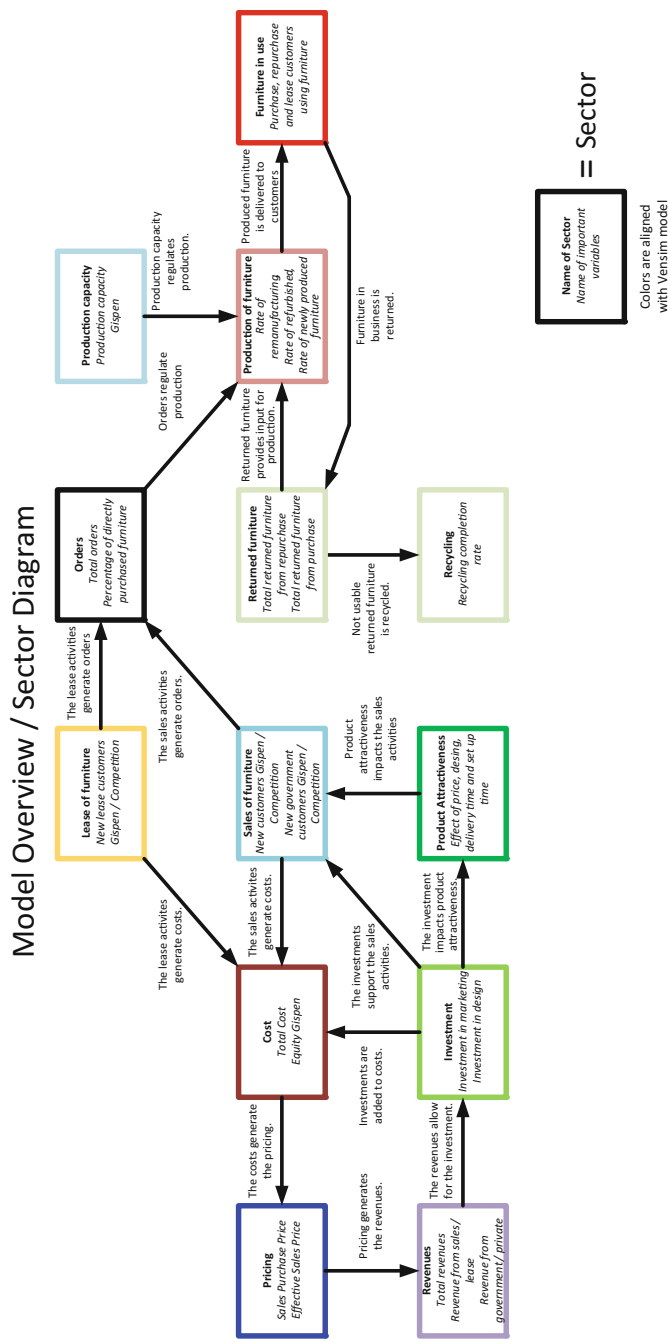 Model Overview / Sector Diagram
Lease of furniture
New lease customers
Gispen / Competition
The lease activities
generate orders
Orders
Total orders
Percentage of directly
purchased furniture
Orders regulate
production
Production capacity
Production capacity
Gispen
Production capacity
regulates
production.
The lease activites
generate costs.
The sales activities
generate orders.
Pricing
Sales Purchase Price
Effective Sales Price
The costs generate
the pricing.
Cost
Total Cost
Equity Gispen
The sales activites
generate costs.
Sales of furniture
New customers Gispen /
Competition
New government
customers Gispen /
Competition
Returned furniture
Total returned furniture
from repurchase
Total returned furniture
from purchase
Returned furniture
provides input for
production.
Production of furniture
Rate of
remanufacturing
Rate of refurbished,
Rate of newly produced
furniture
Produced furniture
is delivered to
customers
Furniture in use
Purchase, repurchase
and lease customers
using furniture
Pricing generates
the revenues.
Investments are
added to costs.
The investments
support the sales
activities.
Product
attractiveness
impacts the sales
activities
Not usable
returned furniture
is recycled.
Furniture in
business is
returned.
Revenues
Total revenues
Revenue from sales/
lease
Revenue from
government/ private
The revenues allow
for the investment.
Investment
Investment in marketing
Investment in design
The investment
impacts product
attractiveness.
Product Attractiveness
Effect of price, desing,
delivery time and set up
time
Recycling
Recycling completion
rate
Name of Sector
Name of important
variables
= Sector
Colors are aligned
with Vensim model